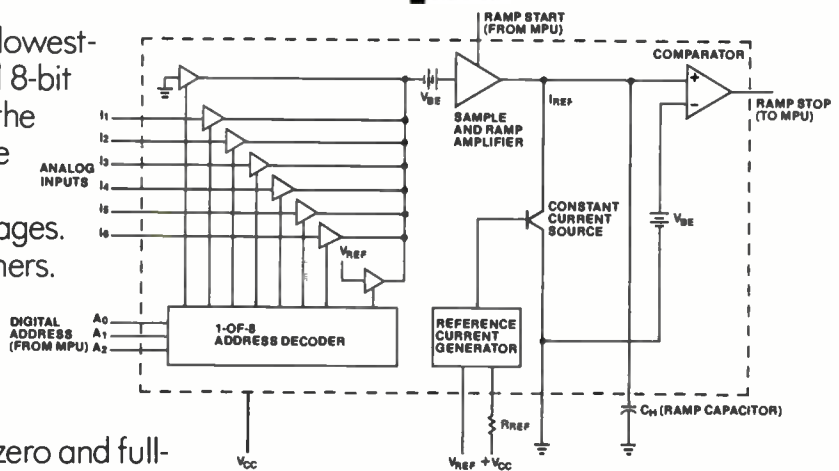 lowest-
8-bit
the
ages.
ners.
zero and full-
RAMP START
(FROM MPU)
COMPARATOR
VBE
SAMPLE
AND RAMP
AMPLIFIER
IREF
+
−
RAMP STOP
(TO MPU)
I1
I2
I3
ANALOG
INPUTS
I4
I5
I6
VREF
CONSTANT
CURRENT
SOURCE
VBE
DIGITAL
ADDRESS
(FROM MPU)
A0
A1
A2
1-OF-8
ADDRESS DECODER
REFERENCE
CURRENT
GENERATOR
CH (RAMP CAPACITOR)
RREF
VCC
VREF
+VCC